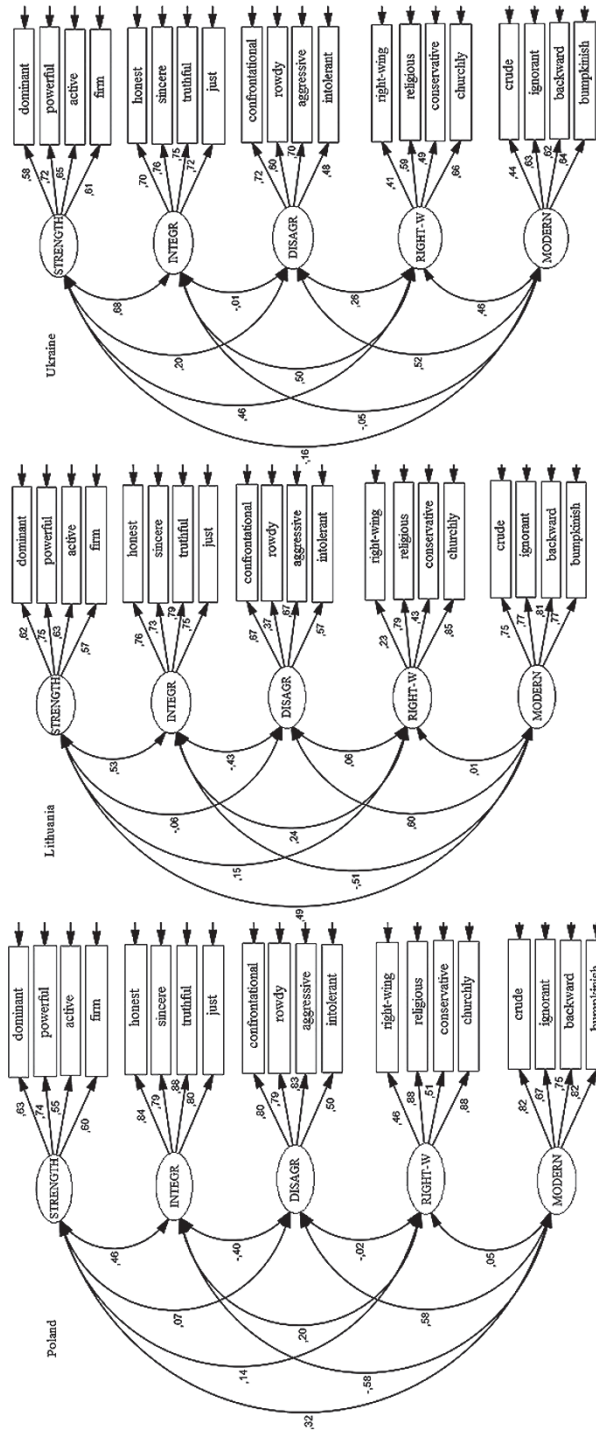 Ukraine
dominant
powerful
active
firm
,58
,72
,65
,61
STRENGTH
honest
sincere
truthful
just
,70
,76
,75
,72
INTEGR
confrontational
rowdy
aggressive
intolerant
,72
,60
,70
,48
DISAGR
right-wing
religious
conservative
churchly
,41
,59
,49
,66
RIGHT-W
crude
ignorant
backward
bumpkinish
,44
,63
,62
,64
MODERN
,68
-,01
,26
,46
,20
,50
,52
,46
-,05
-,16
Lithuania
dominant
powerful
active
firm
,62
,75
,63
,57
STRENGTH
honest
sincere
truthful
just
,76
,73
,79
,75
INTEGR
confrontational
rowdy
aggressive
intolerant
,67
,37
,67
,57
DISAGR
right-wing
religious
conservative
churchly
,23
,79
,43
,85
RIGHT-W
crude
ignorant
backward
bumpkinish
,75
,77
,81
,77
MODERN
,53
-,43
,06
,01
-,06
,24
,60
,15
-,51
,49
Poland
dominant
powerful
active
firm
,63
,74
,55
,60
STRENGTH
honest
sincere
truthful
just
,84
,79
,88
,80
INTEGR
confrontational
rowdy
aggressive
intolerant
,80
,79
,83
,50
DISAGR
right-wing
religious
conservative
churchly
,46
,88
,51
,88
RIGHT-W
crude
ignorant
backward
bumpkinish
,82
,67
,75
,82
MODERN
,46
-,40
-,02
,05
,07
,20
,58
,14
-,58
,32